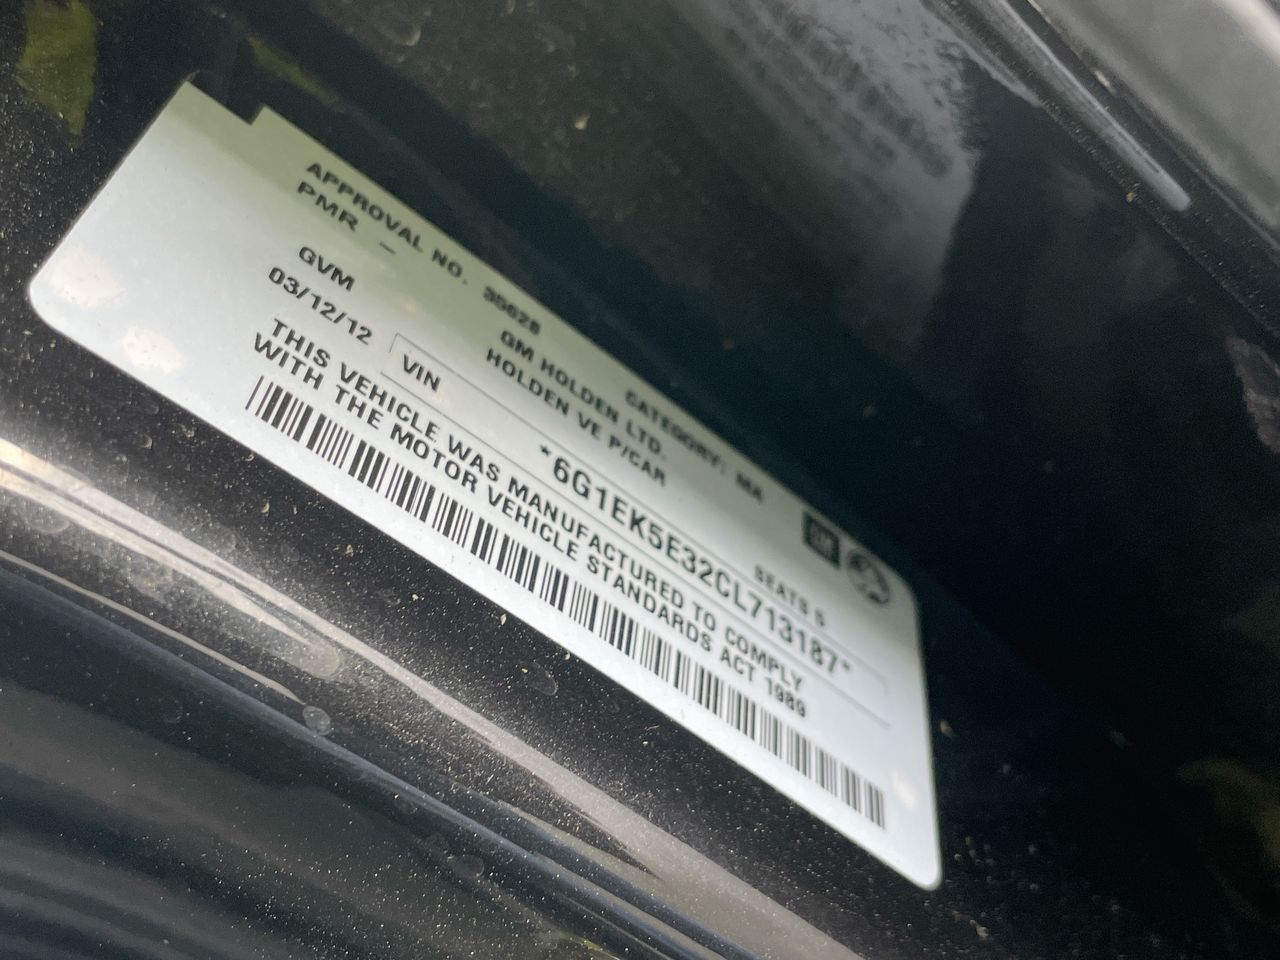 APPROVAL NO. 35628 CATEGORY: MA
PMR – GM HOLDEN LTD.
HOLDEN VE P/CAR
GVM SEATS 5
03/12/12
VIN *6G1EK5E32CL713187*
THIS VEHICLE WAS MANUFACTURED TO COMPLY
WITH THE MOTOR VEHICLE STANDARDS ACT 1989
GM